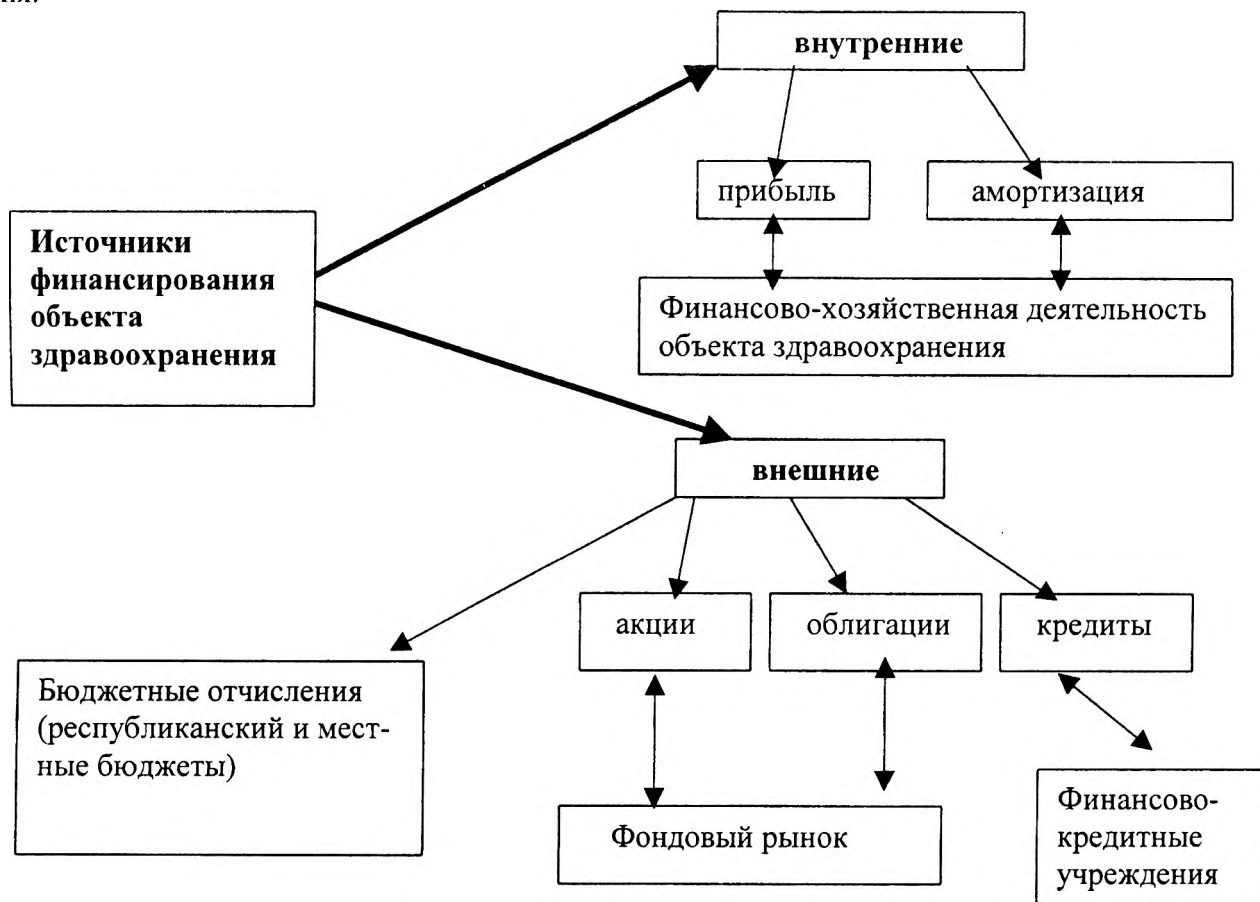 ия.
внутренние
прибыль
амортизация
Источники
финансирования
объекта
здравоохранения
Финансово-хозяйственная деятельность
объекта здравоохранения
внешние
акции
облигации
кредиты
Бюджетные отчисления
(республиканский и мест-
ные бюджеты)
Фондовый рынок
Финансово-
кредитные
учреждения